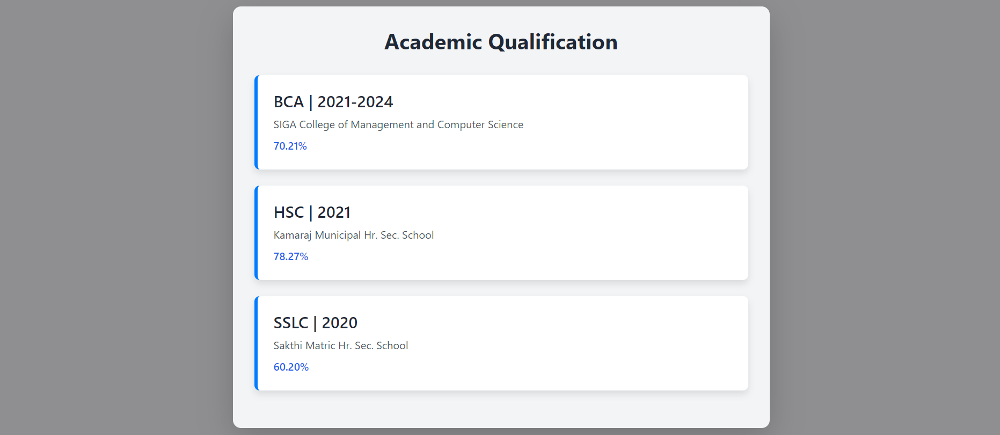 Academic Qualification
BCA | 2021-2024
SIGA College of Management and Computer Science
70.21%
HSC | 2021
Kamaraj Municipal Hr. Sec. School
78.27%
SSLC | 2020
Sakthi Matric Hr. Sec. School
60.20%